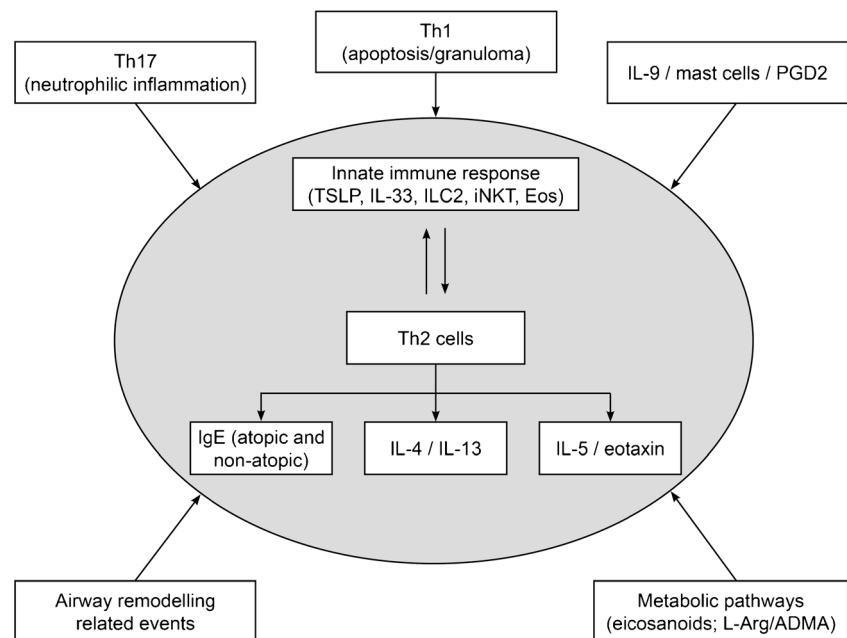 Th17
(neutrophilic inflammation)
Th1
(apoptosis/granuloma)
IL-9 / mast cells / PGD2
Innate immune response
(TSLP, IL-33, ILC2, iNKT, Eos)
Th2 cells
IgE (atopic and
non-atopic)
IL-4 / IL-13
IL-5 / eotaxin
Airway remodelling
related events
Metabolic pathways
(eicosanoids; L-Arg/ADMA)